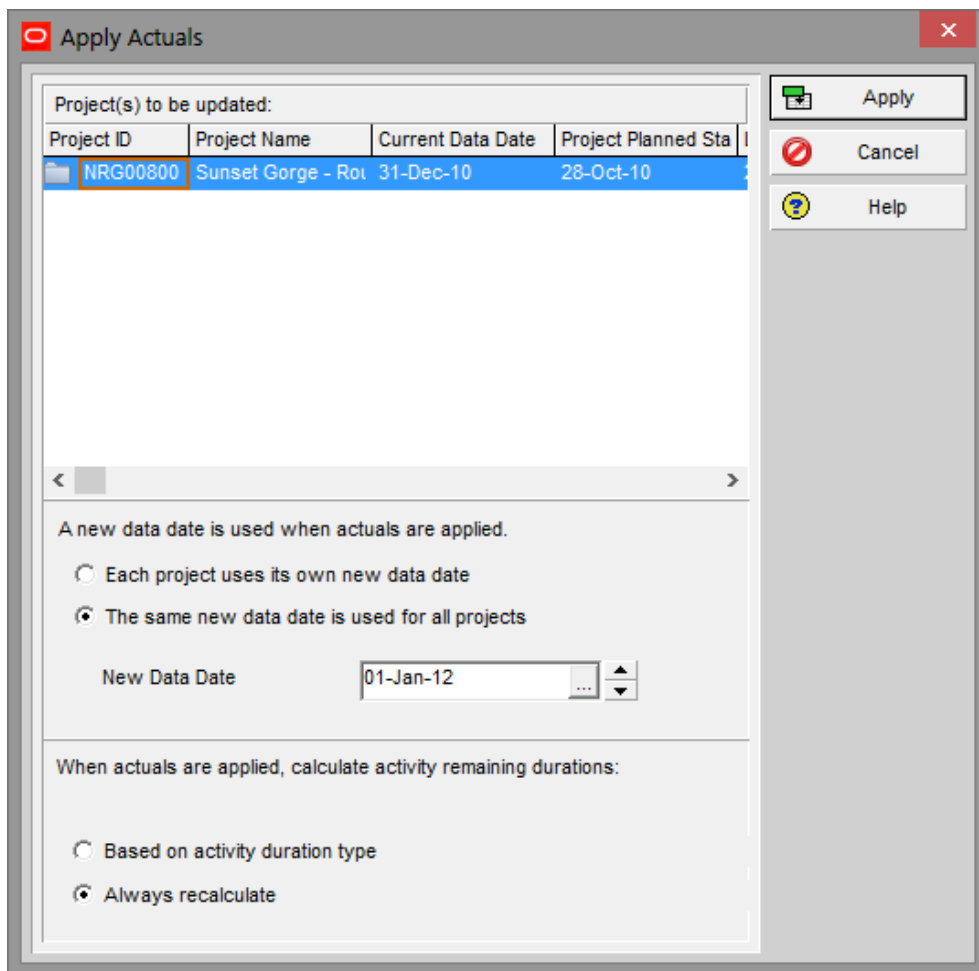 Apply Actuals
Project(s) to be updated:
Project ID Project Name Current Data Date Project Planned Sta
NRG00800 Sunset Gorge - Rou 31-Dec-10 28-Oct-10
A new data date is used when actuals are applied.
Each project uses its own new data date
The same new data date is used for all projects
New Data Date 01-Jan-12 ...
When actuals are applied, calculate activity remaining durations:
Based on activity duration type
Always recalculate
Apply
Cancel
Help